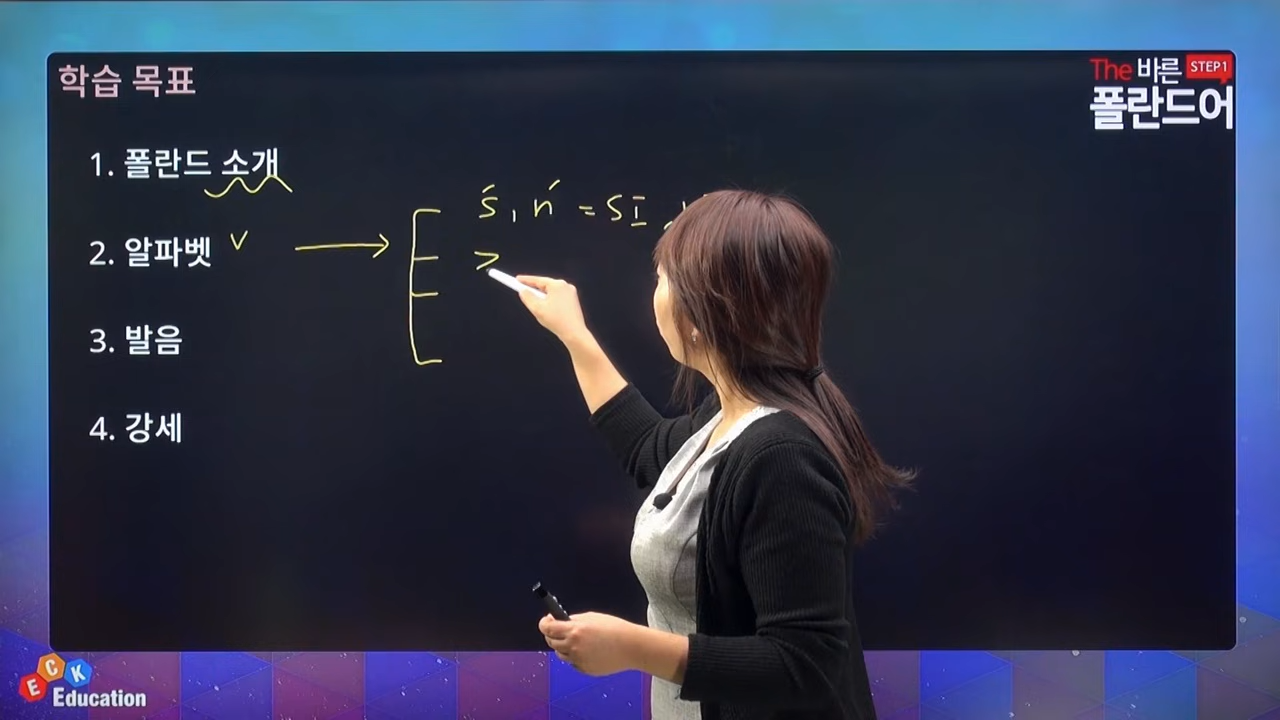 학습 목표
The 바른 STEP1
폴란드어
1. 폴란드 소개
ś, ń = si
2. 알파벳 v
3. 발음
4. 강세
E C K
Education